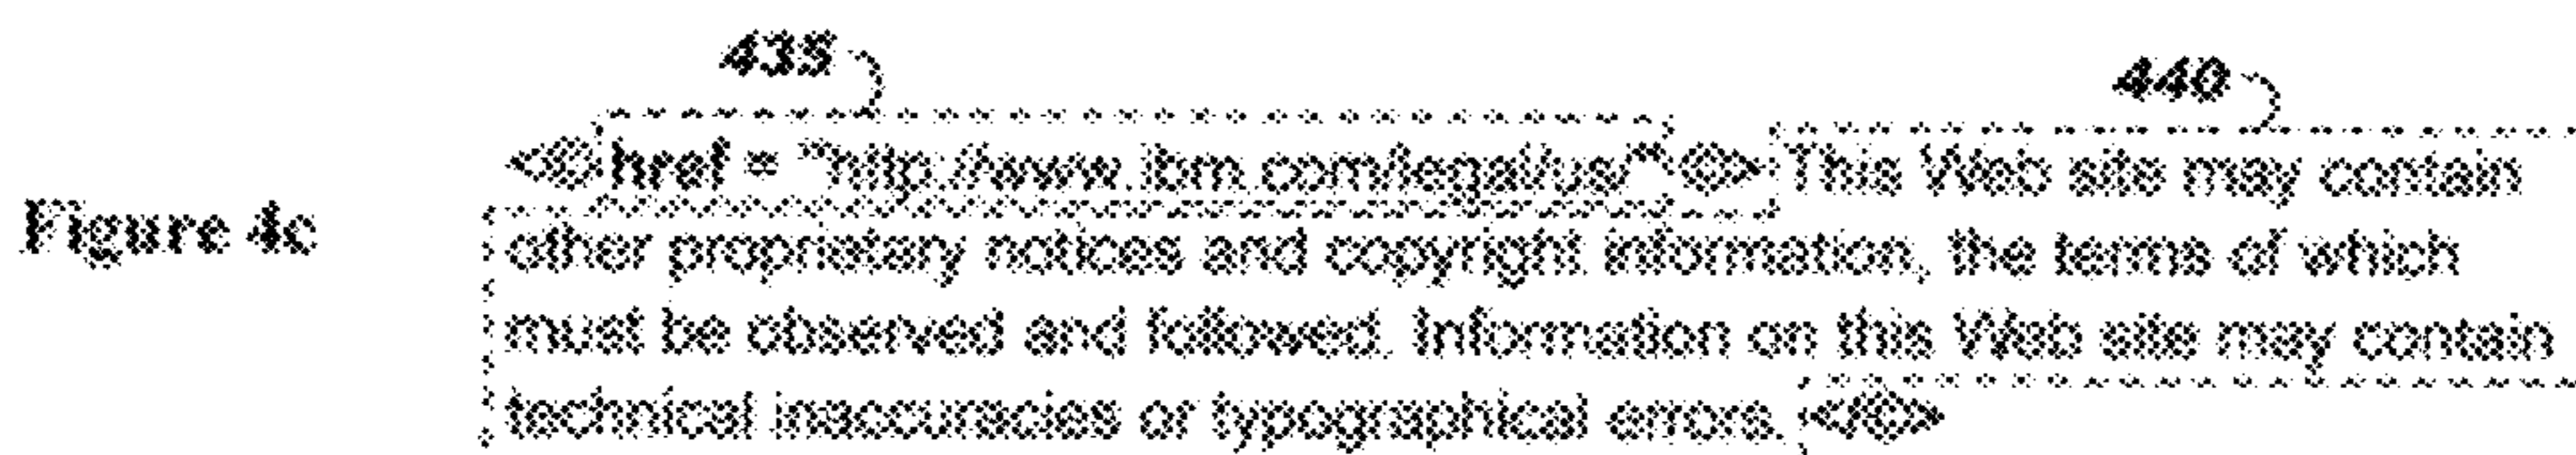 435
440
<©href = "http://www.ibm.com/legal/us/"©> This Web site may contain
Figure 4c
other proprietary notices and copyright information, the terms of which
must be observed and followed. Information on this Web site may contain
technical inaccuracies or typographical errors. </©>